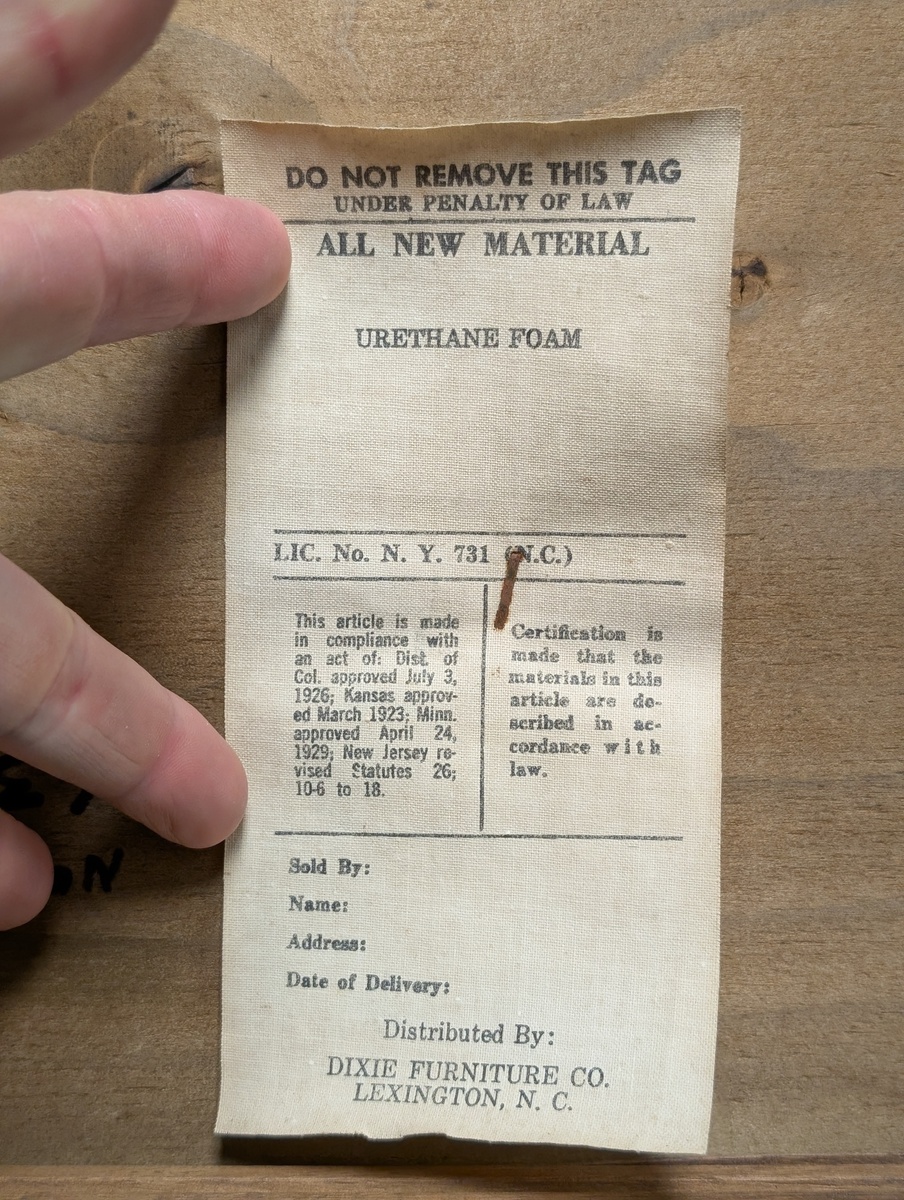 DO NOT REMOVE THIS TAG
UNDER PENALTY OF LAW
ALL NEW MATERIAL
URETHANE FOAM
LIC. No. N. Y. 731 (N.C.)
This article is made
in compliance with
an act of: Dist. of
Col. approved July 3,
1926; Kansas approv-
ed March 1923; Minn.
approved April 24,
1929; New Jersey re-
vised Statutes 26;
10-6 to 18.
Certification is
made that the
materials in this
article are de-
scribed in ac-
cordance with
law.
Sold By:
Name:
Address:
Date of Delivery:
Distributed By:
DIXIE FURNITURE CO.
LEXINGTON, N. C.